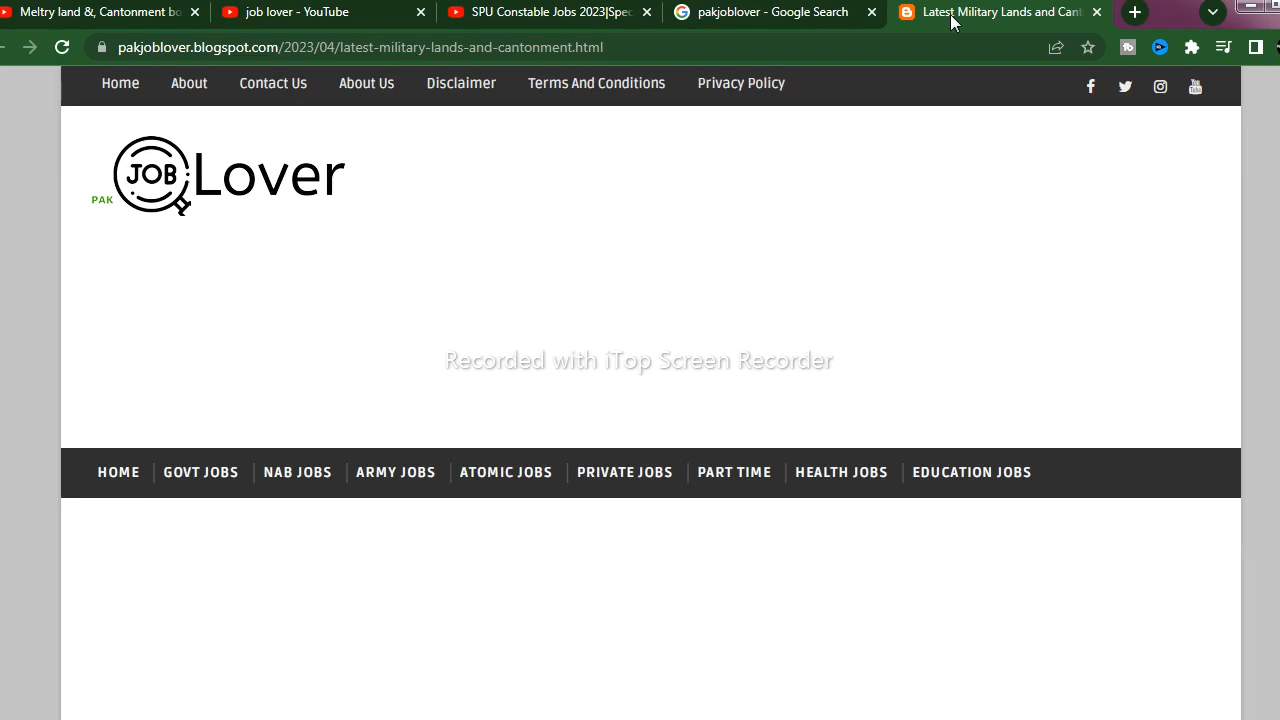 Meltry land &, Cantonment bo
job lover - YouTube
SPU Constable Jobs 2023|Spec
pakjoblover - Google Search
Latest Military Lands and Cant
pakjoblover.blogspot.com/2023/04/latest-military-lands-and-cantonment.html
Home About Contact Us About Us Disclaimer Terms And Conditions Privacy Policy
PAK JOB Lover
Recorded with iTop Screen Recorder
HOME GOVT JOBS NAB JOBS ARMY JOBS ATOMIC JOBS PRIVATE JOBS PART TIME HEALTH JOBS EDUCATION JOBS